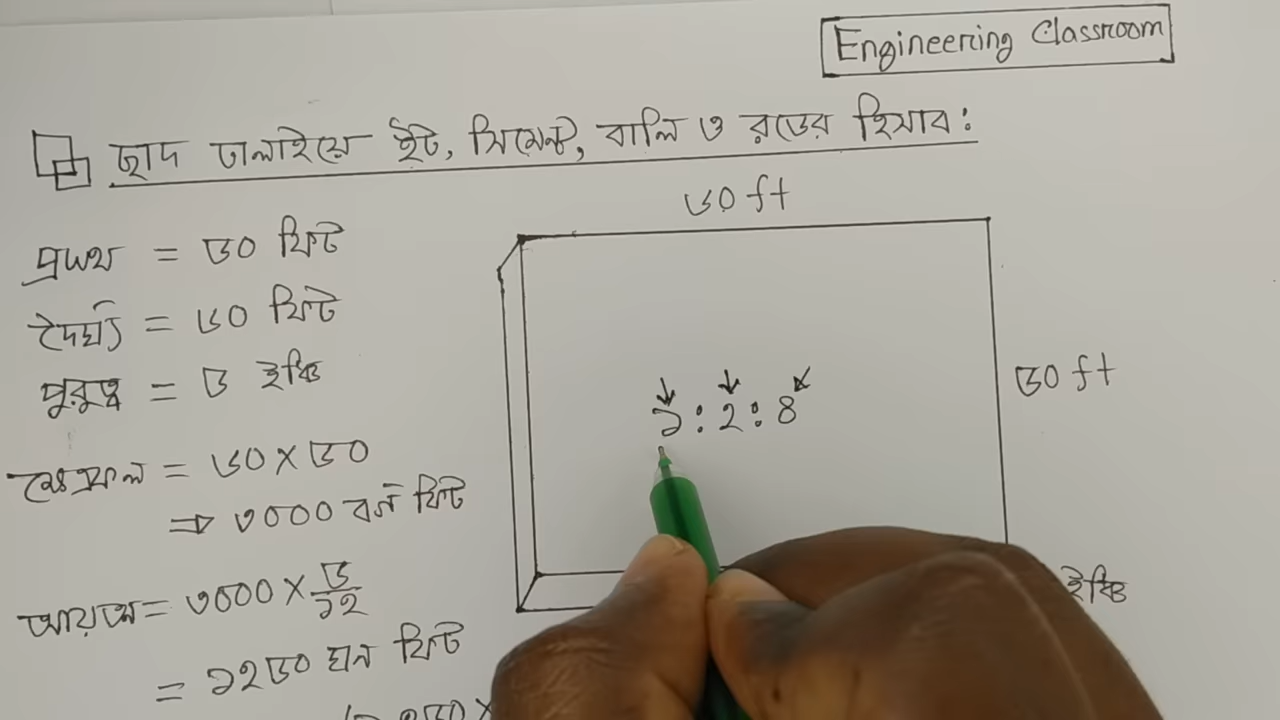 Engineering Classroom
ছাদ ঢালাইয়ে ইট, সিমেন্ট, বালি ও রডের হিসাব:
৬০ ft
প্রস্থ = ৫০ ফিট
দৈর্ঘ্য = ৬০ ফিট
পুরুত্ব = ৫ ইঞ্চি
৫০ ft
১:২:৪
ক্ষেত্রফল = ৬০×৫০
⇒ ৩০০০ বর্গ ফিট
ইঞ্চি
আয়তন = ৩০০০ × ৫/১২
= ১২৫০ ঘন ফিট